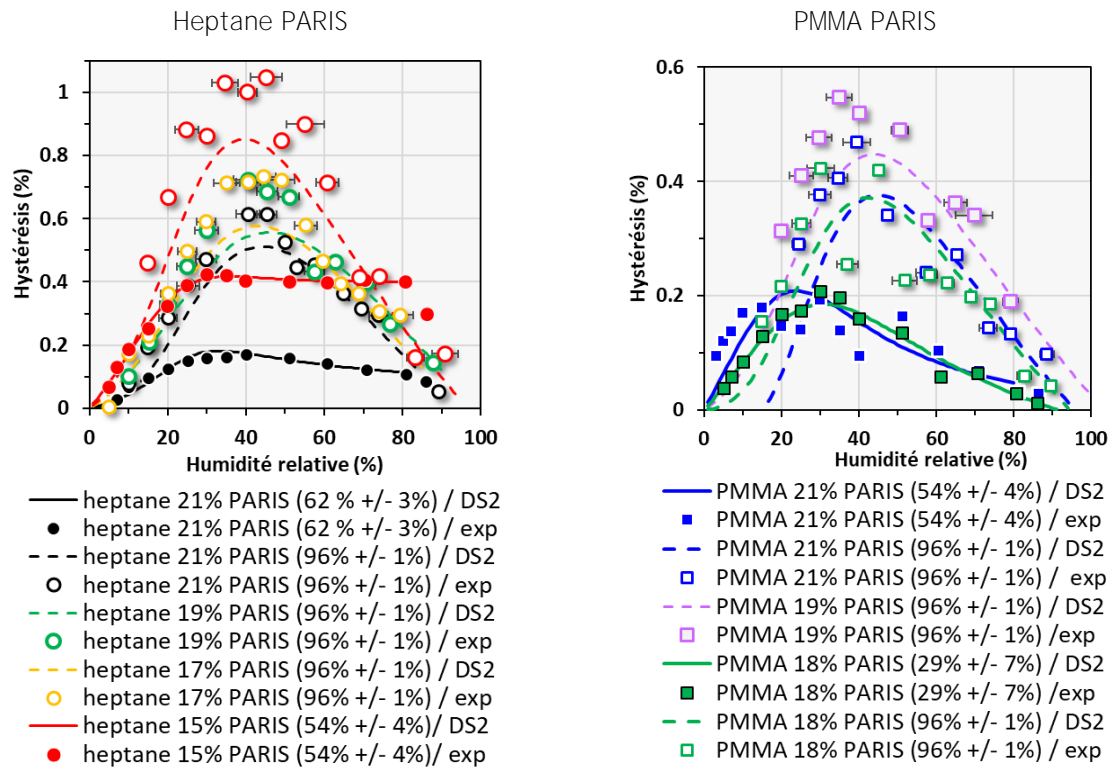 Heptane PARIS
Hystérésis (%)
1
0.8
0.6
0.4
0.2
0
0 20 40 60 80 100
Humidité relative (%)
heptane 21% PARIS (62 % +/- 3%) / DS2
heptane 21% PARIS (62 % +/- 3%) / exp
heptane 21% PARIS (96% +/- 1%) / DS2
heptane 21% PARIS (96% +/- 1%) / exp
heptane 19% PARIS (96% +/- 1%) / DS2
heptane 19% PARIS (96% +/- 1%) / exp
heptane 17% PARIS (96% +/- 1%) / DS2
heptane 17% PARIS (96% +/- 1%) / exp
heptane 15% PARIS (54% +/- 4%)/ DS2
heptane 15% PARIS (54% +/- 4%)/ exp
PMMA PARIS
Hystérésis (%)
0.6
0.4
0.2
0
0 20 40 60 80 100
Humidité relative (%)
PMMA 21% PARIS (54% +/- 4%) / DS2
PMMA 21% PARIS (54% +/- 4%) / exp
PMMA 21% PARIS (96% +/- 1%) / DS2
PMMA 21% PARIS (96% +/- 1%) / exp
PMMA 19% PARIS (96% +/- 1%) / DS2
PMMA 19% PARIS (96% +/- 1%) /exp
PMMA 18% PARIS (29% +/- 7%) / DS2
PMMA 18% PARIS (29% +/- 7%) /exp
PMMA 18% PARIS (96% +/- 1%) / DS2
PMMA 18% PARIS (96% +/- 1%) / exp